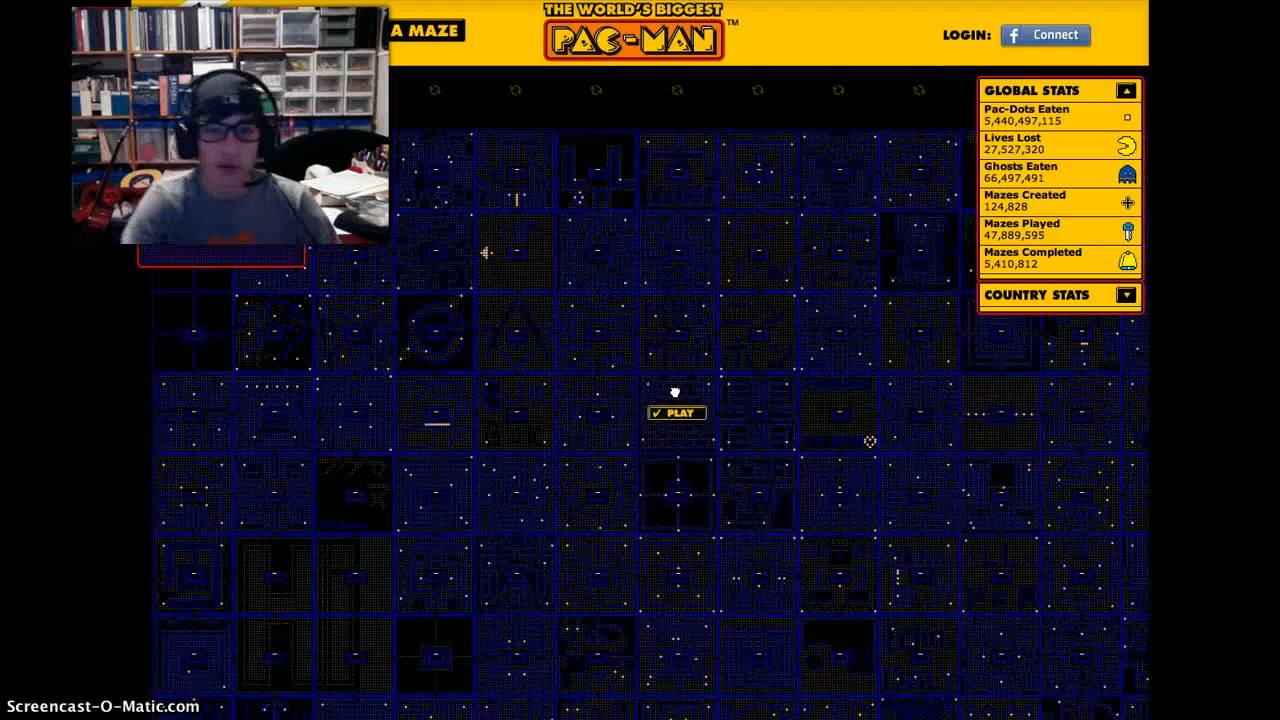 THE WORLD'S BIGGEST
PAC-MAN™
A MAZE
LOGIN:
f Connect
GLOBAL STATS
Pac-Dots Eaten
5,440,497,115
Lives Lost
27,527,320
Ghosts Eaten
66,497,491
Mazes Created
124,828
Mazes Played
47,889,595
Mazes Completed
5,410,812
COUNTRY STATS
✓ PLAY
Screencast-O-Matic.com